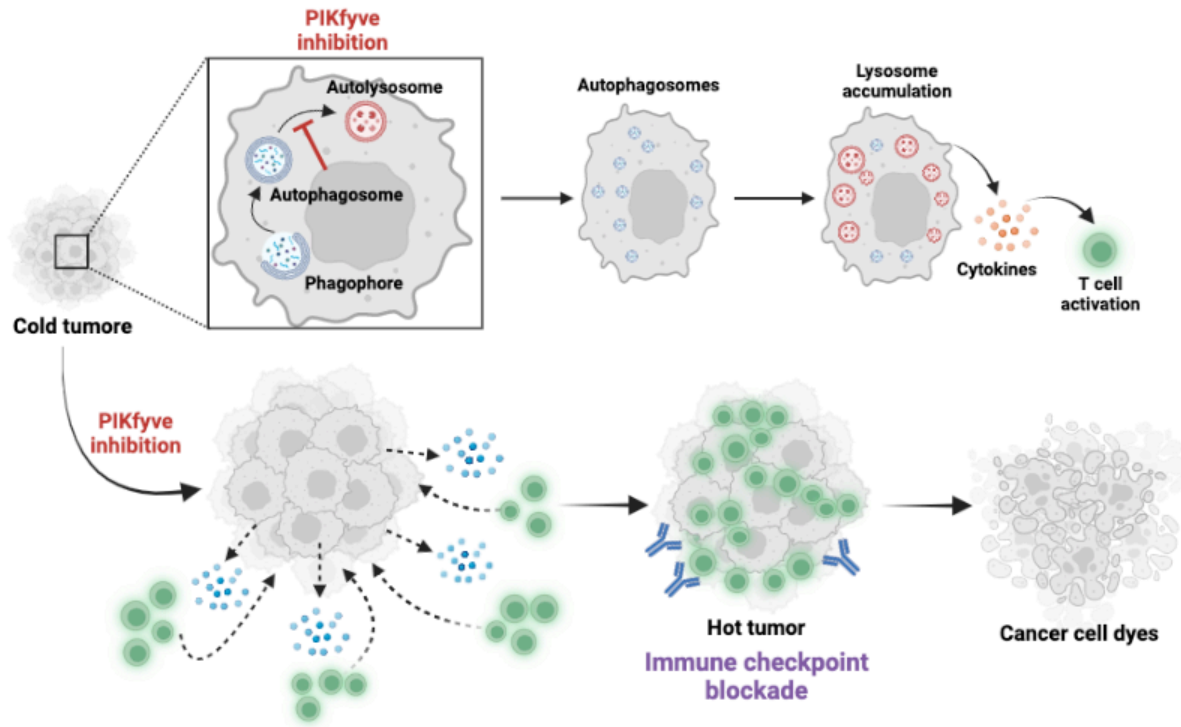 PIKfyve
inhibition
Autolysosome
Autophagosome
Phagophore
Autophagosomes
Lysosome
accumulation
Cytokines
T cell
activation
Cold tumore
PIKfyve
inhibition
Hot tumor
Immune checkpoint
blockade
Cancer cell dyes